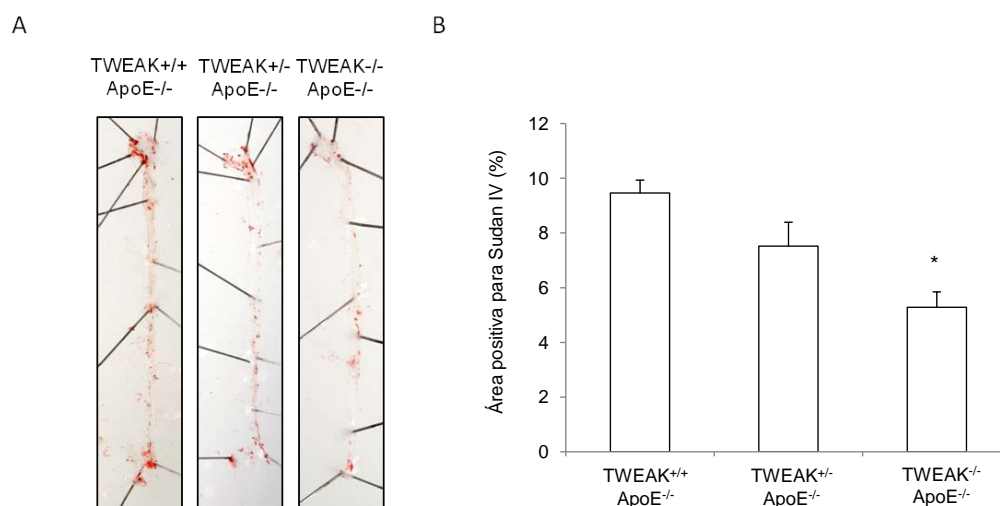 A
TWEAK+/+ TWEAK+/- TWEAK-/-
ApoE-/- ApoE-/- ApoE-/-
B
Área positiva para Sudan IV (%)
12
10
8
6
4
2
0
*
TWEAK+/+ TWEAK+/- TWEAK-/-
ApoE-/- ApoE-/- ApoE-/-